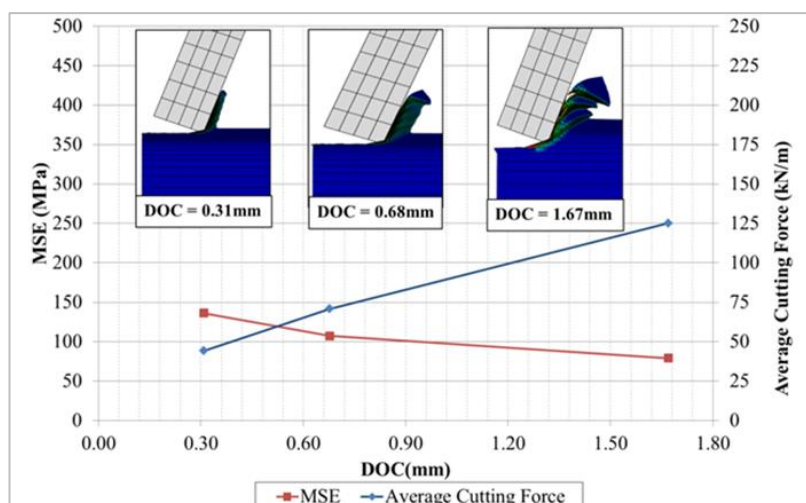 500
450
400
350
300
250
200
150
100
50
0
MSE (MPa)
250
225
200
175
150
125
100
75
50
25
0
Average Cutting Force (kN/m)
DOC = 0.31mm
DOC = 0.68mm
DOC = 1.67mm
0.00 0.30 0.60 0.90 1.20 1.50 1.80
DOC(mm)
MSE Average Cutting Force